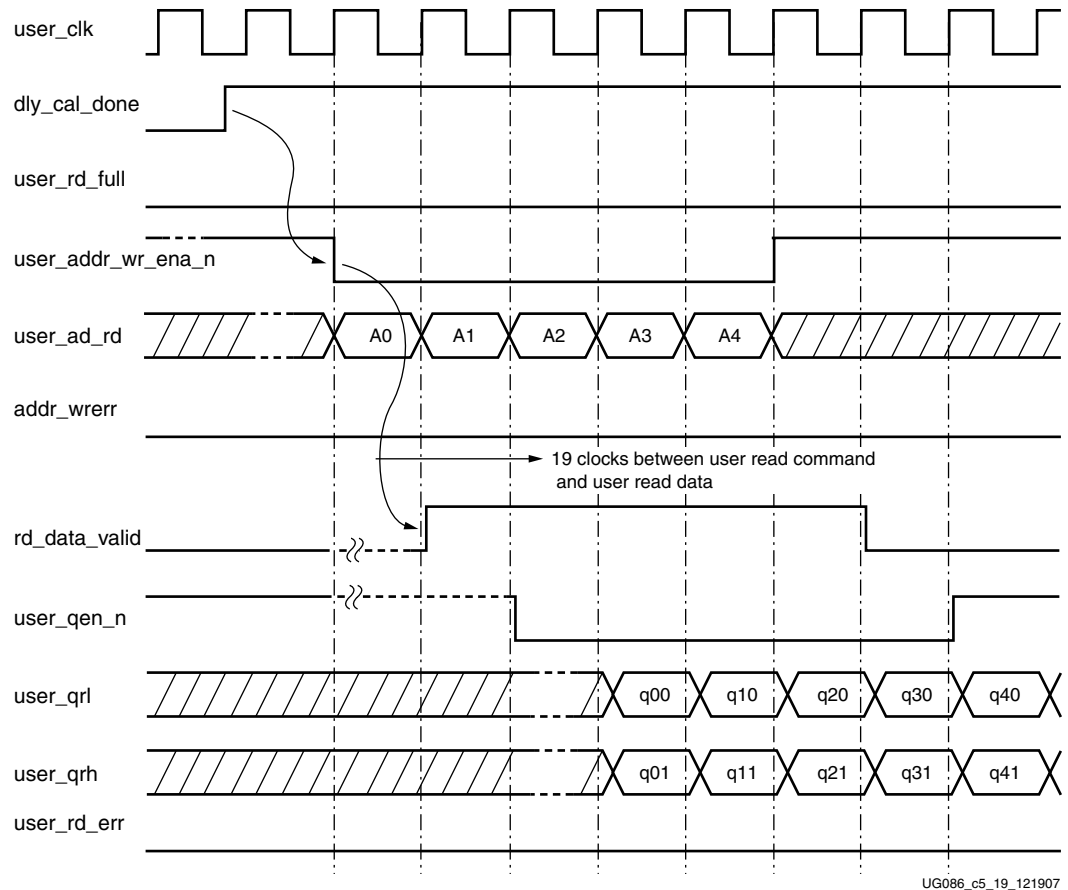 user_clk
dly_cal_done
user_rd_full
user_addr_wr_ena_n
user_ad_rd
A0 A1 A2 A3 A4
addr_wrerr
19 clocks between user read command
and user read data
rd_data_valid
user_qen_n
user_qrl
q00 q10 q20 q30 q40
user_qrh
q01 q11 q21 q31 q41
user_rd_err
UG086_c5_19_121907